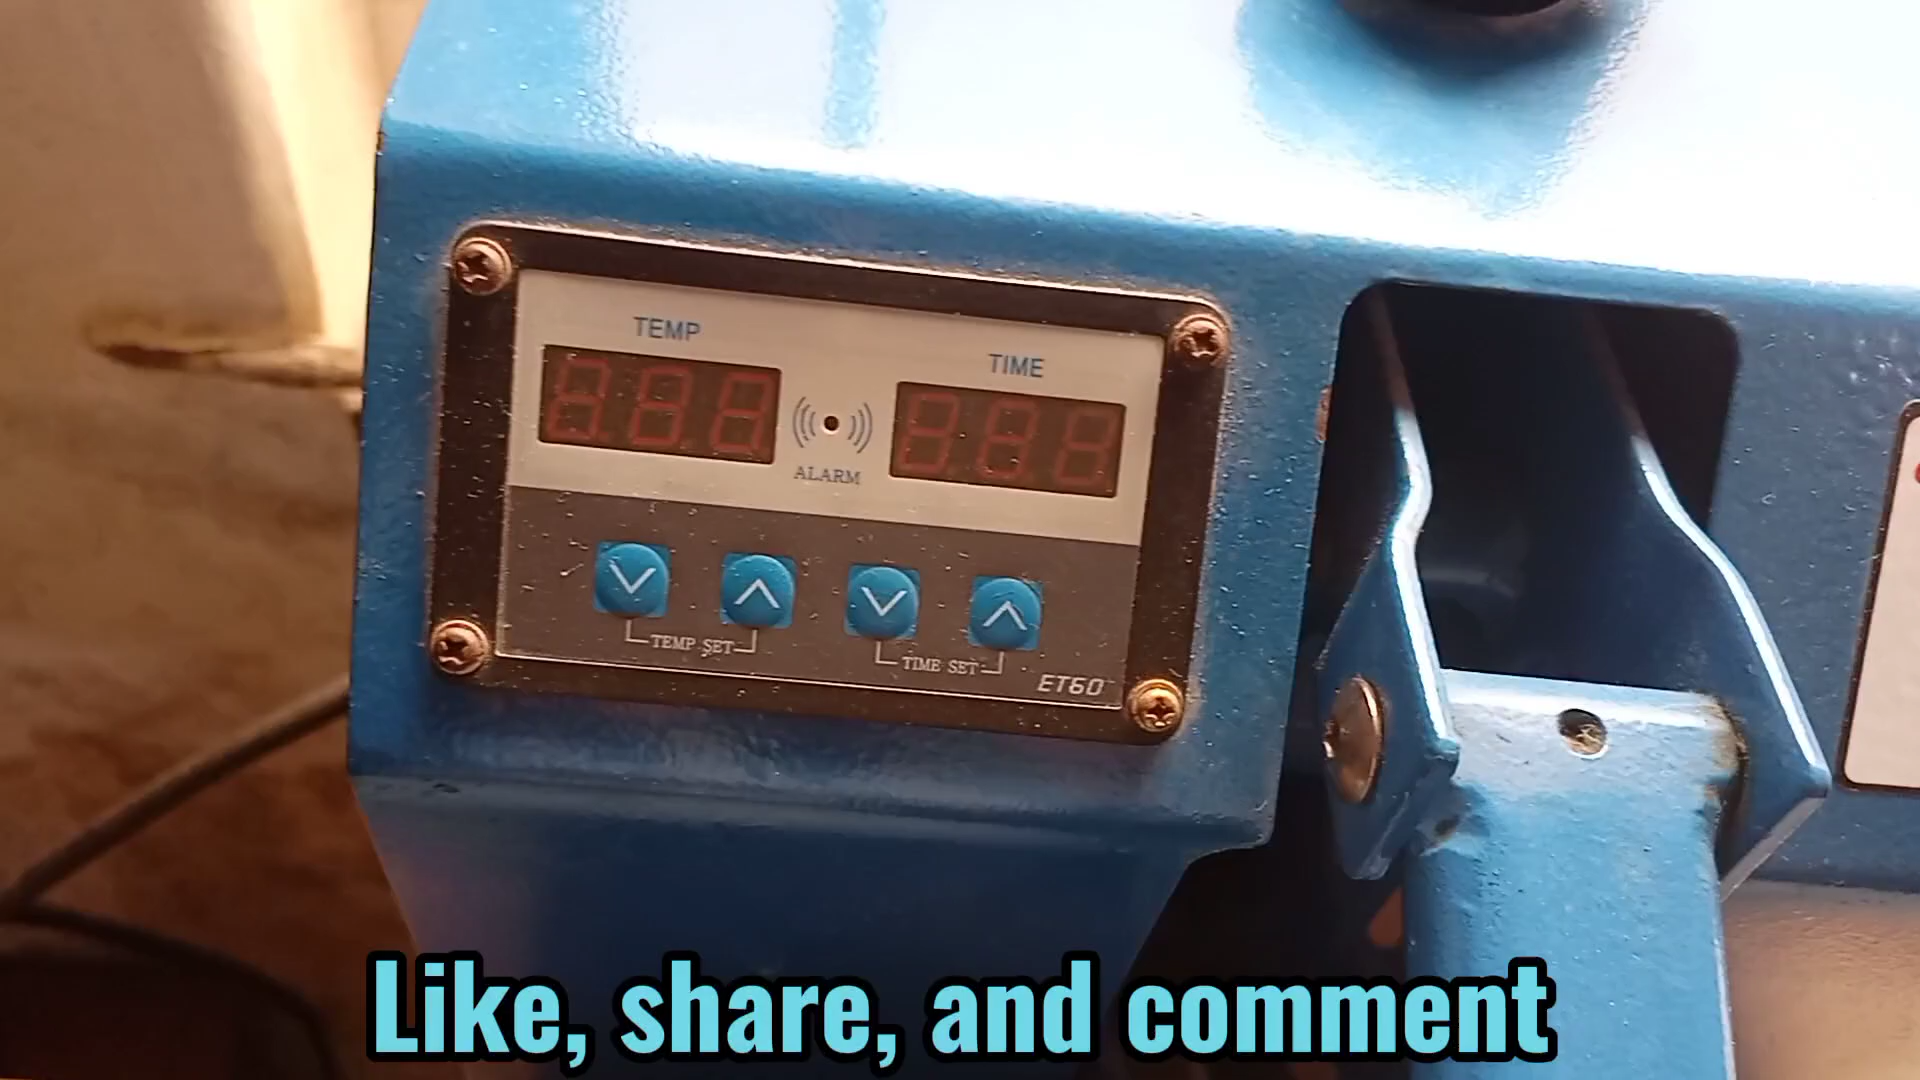 TEMP
TIME
ALARM
TEMP SET
TIME SET
ET60
Like, share, and comment